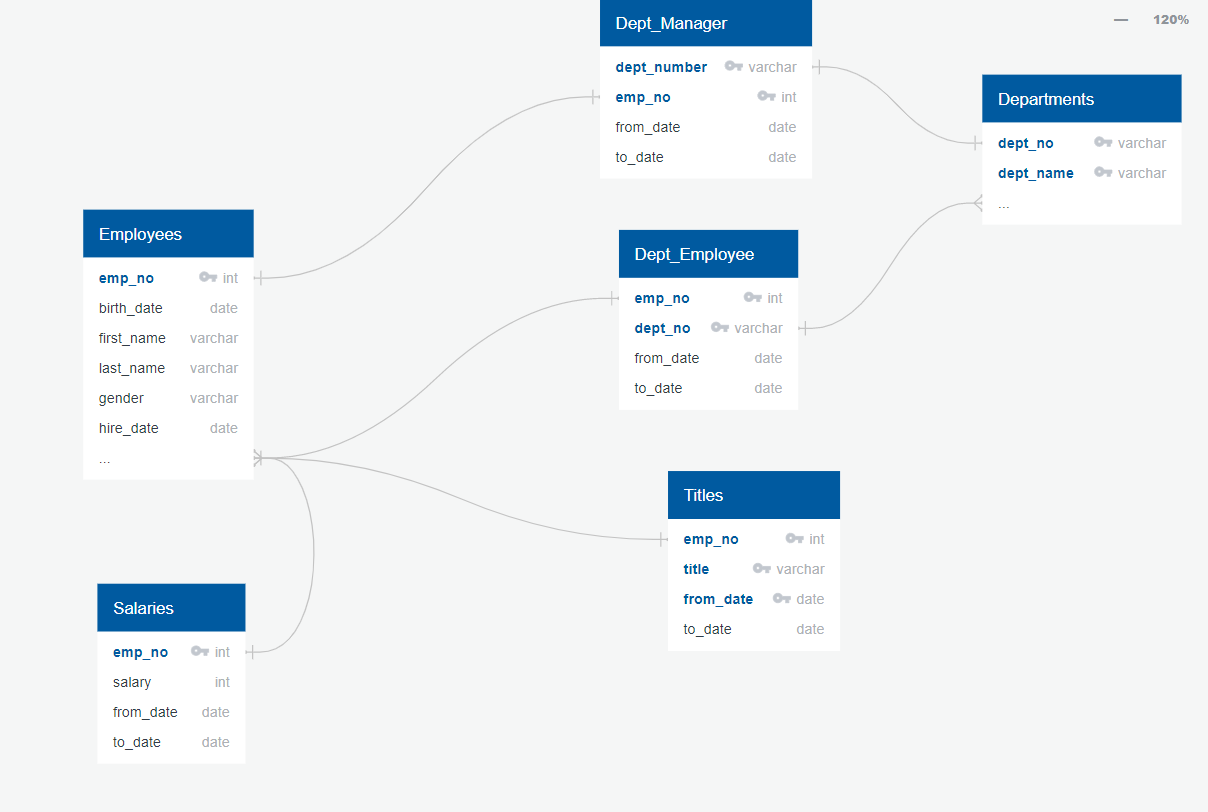 120%
Dept_Manager
dept_number varchar
emp_no int
from_date date
to_date date
Departments
dept_no varchar
dept_name varchar
...
Employees
emp_no int
birth_date date
first_name varchar
last_name varchar
gender varchar
hire_date date
...
Dept_Employee
emp_no int
dept_no varchar
from_date date
to_date date
Titles
emp_no int
title varchar
from_date date
to_date date
Salaries
emp_no int
salary int
from_date date
to_date date